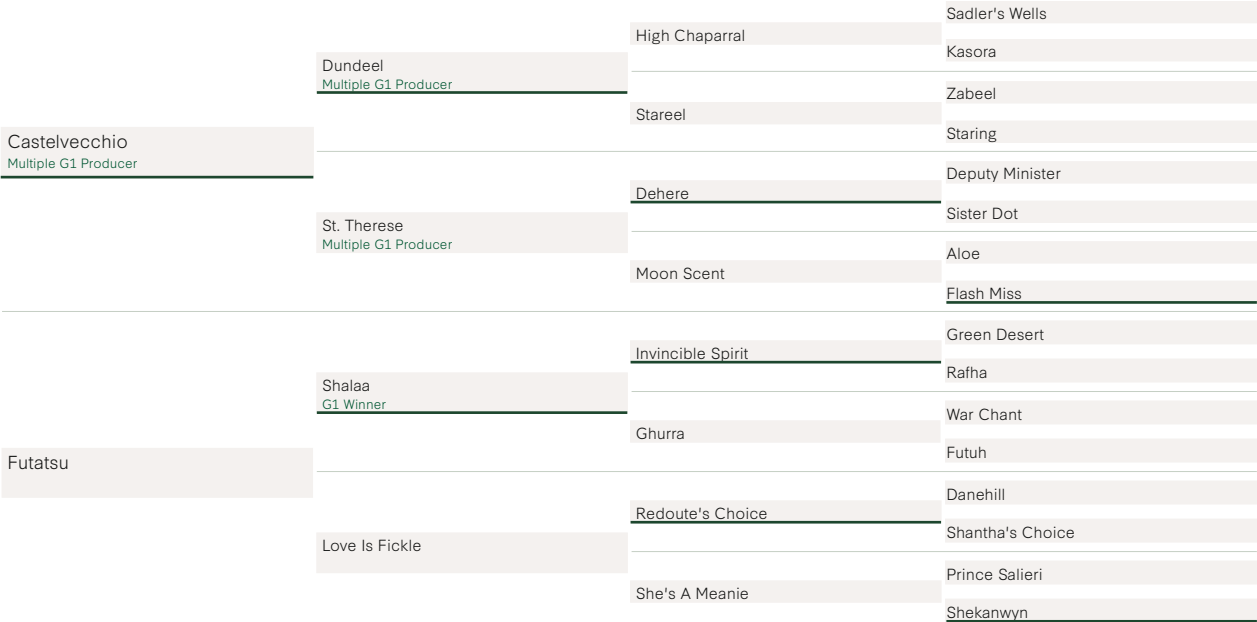 Sadler's Wells
High Chaparral
Kasora
Dundeel
Multiple G1 Producer
Zabeel
Stareel
Staring
Castelvecchio
Multiple G1 Producer
Deputy Minister
Dehere
Sister Dot
St. Therese
Multiple G1 Producer
Aloe
Moon Scent
Flash Miss
Green Desert
Invincible Spirit
Rafha
Shalaa
G1 Winner
War Chant
Ghurra
Futuh
Futatsu
Danehill
Redoute's Choice
Shantha's Choice
Love Is Fickle
Prince Salieri
She's A Meanie
Shekanwyn